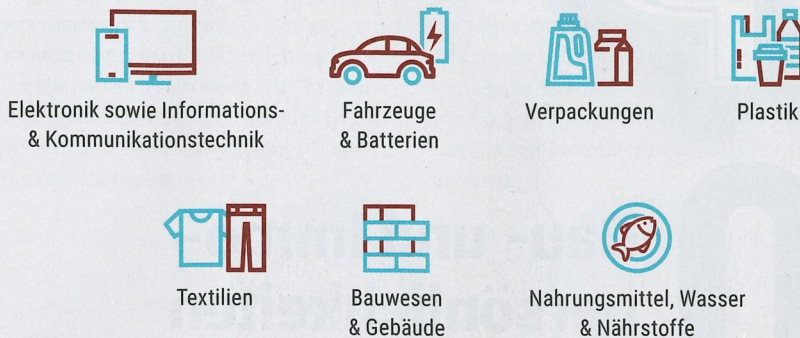 Elektronik sowie Informations-
& Kommunikationstechnik
Fahrzeuge
& Batterien
Verpackungen
Plastik
Textilien
Bauwesen
& Gebäude
Nahrungsmittel, Wasser
& Nährstoffe